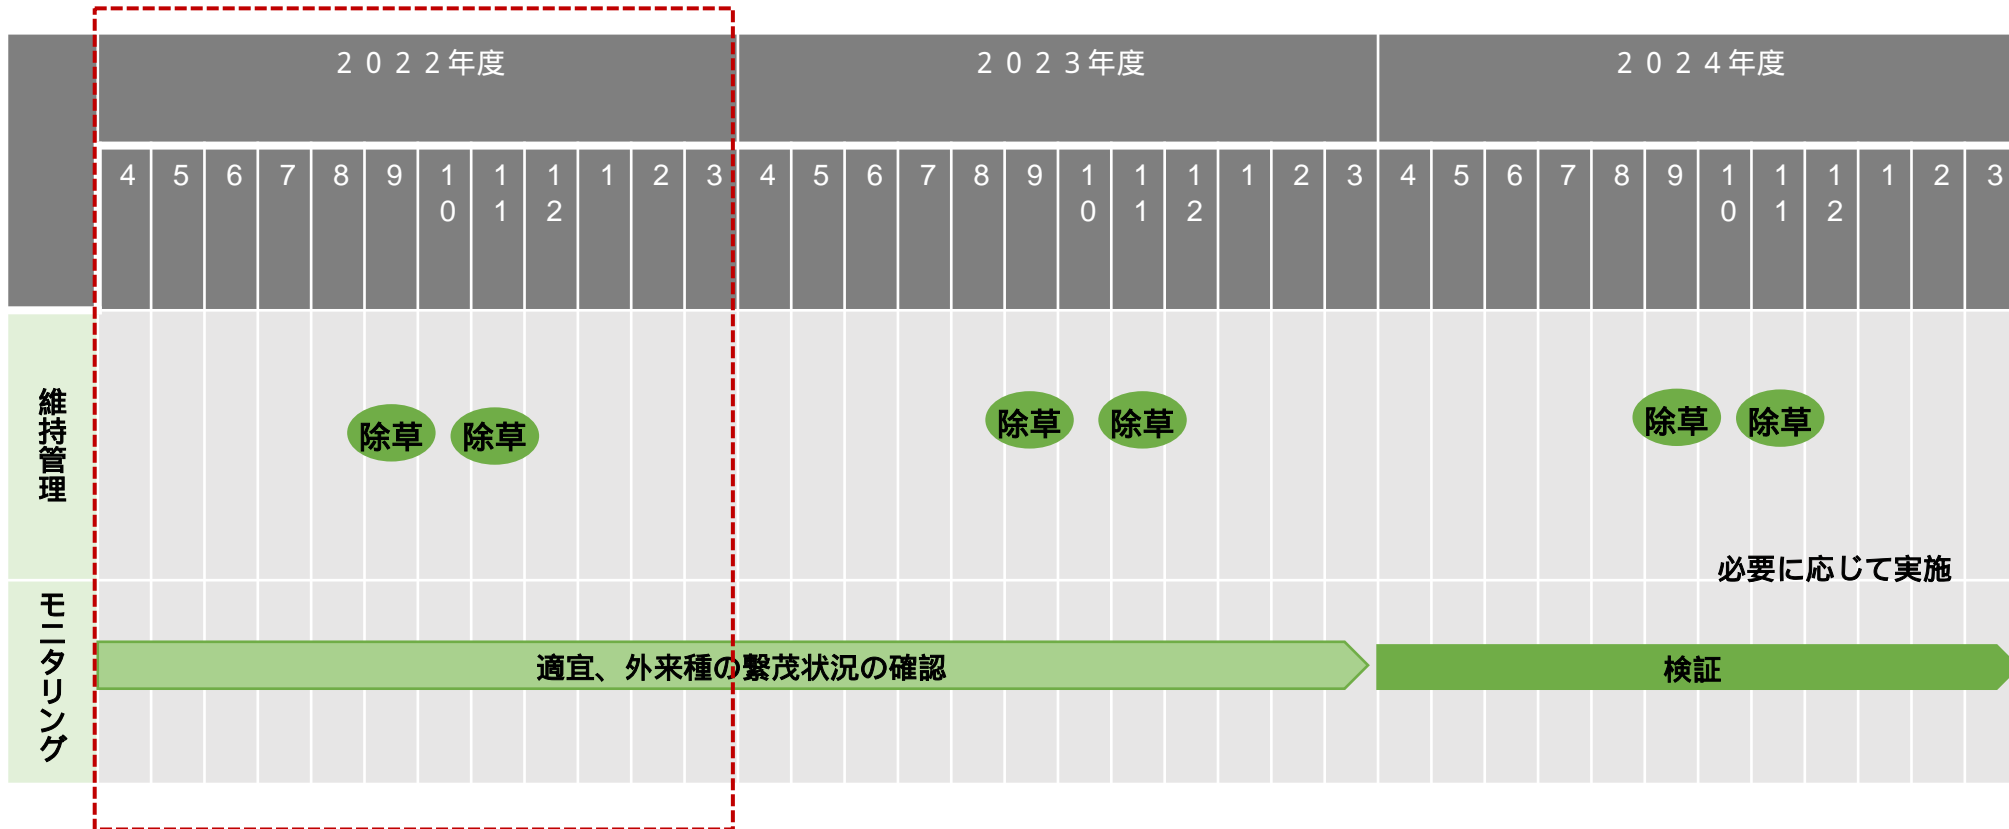 ２０２２年度 ２０２３年度 ２０２４年度
4 5 6 7 8 9 10 11 12 1 2 3 4 5 6 7 8 9 10 11 12 1 2 3 4 5 6 7 8 9 10 11 12 1 2 3
維持管理
除草 除草 除草 除草 除草 除草
必要に応じて実施
モニタリング
適宜、外来種の繫茂状況の確認 検証